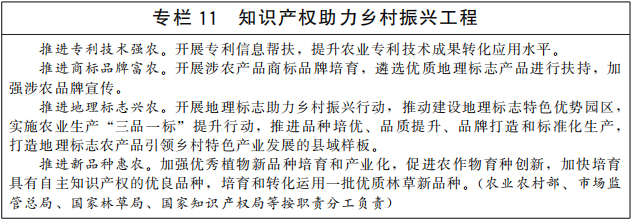 专栏 11 知识产权助力乡村振兴工程
推进专利技术强农。开展专利信息帮扶，提升农业专利技术成果转化应用水平。
推进商标品牌富农。开展涉农产品商标品牌培育，遴选优质地理标志产品进行扶持，加
强涉农品牌宣传。
推进地理标志兴农。开展地理标志助力乡村振兴行动，推动建设地理标志特色优势园区，
实施农业生产“三品一标”提升行动，推进品种培优、品质提升、品牌打造和标准化生产，
打造地理标志农产品引领乡村特色产业发展的县域样板。
推进新品种惠农。加强优秀植物新品种培育和产业化，促进农作物育种创新，加快培育
具有自主知识产权的优良品种，培育和转化运用一批优质林草新品种。（农业农村部、市场监
管总局、国家林草局、国家知识产权局等按职责分工负责）